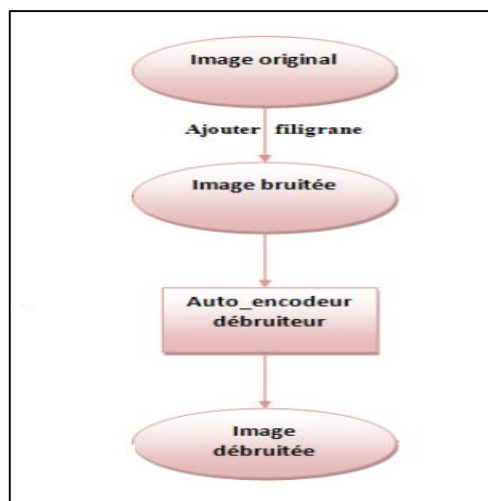 Image original
Ajouter filigrane
Image bruitée
Auto_encodeur
débruiteur
Image
débruitée